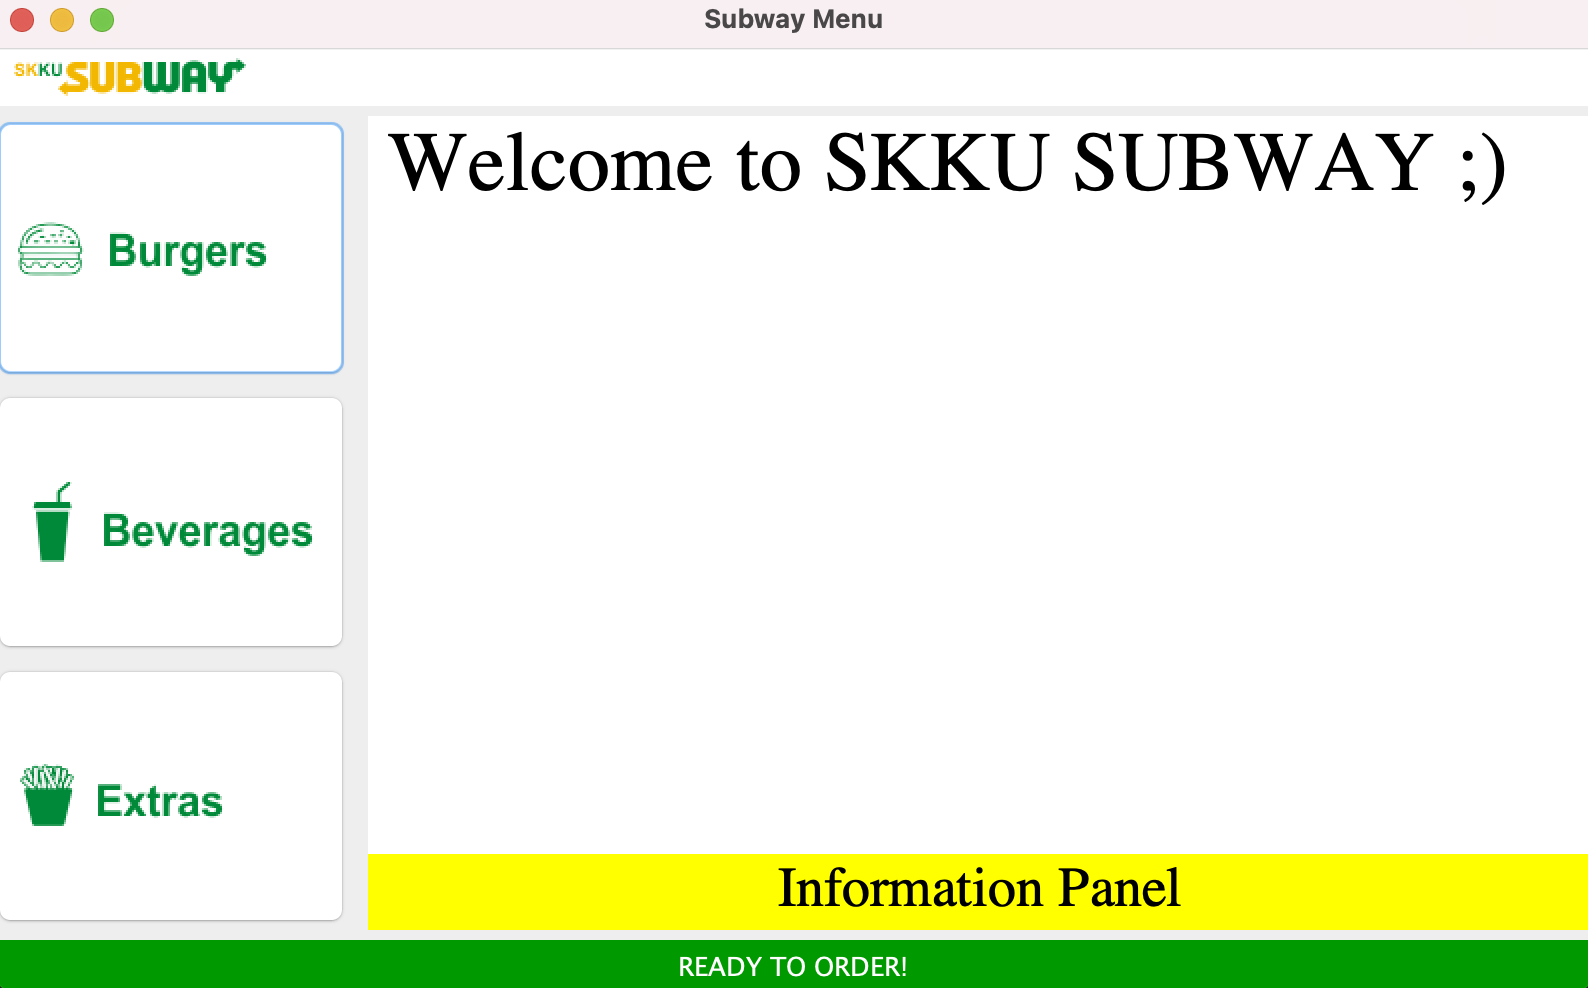 Subway Menu
SKKU SUBWAY
Burgers
Beverages
Extras
Welcome to SKKU SUBWAY ;)
Information Panel
READY TO ORDER!